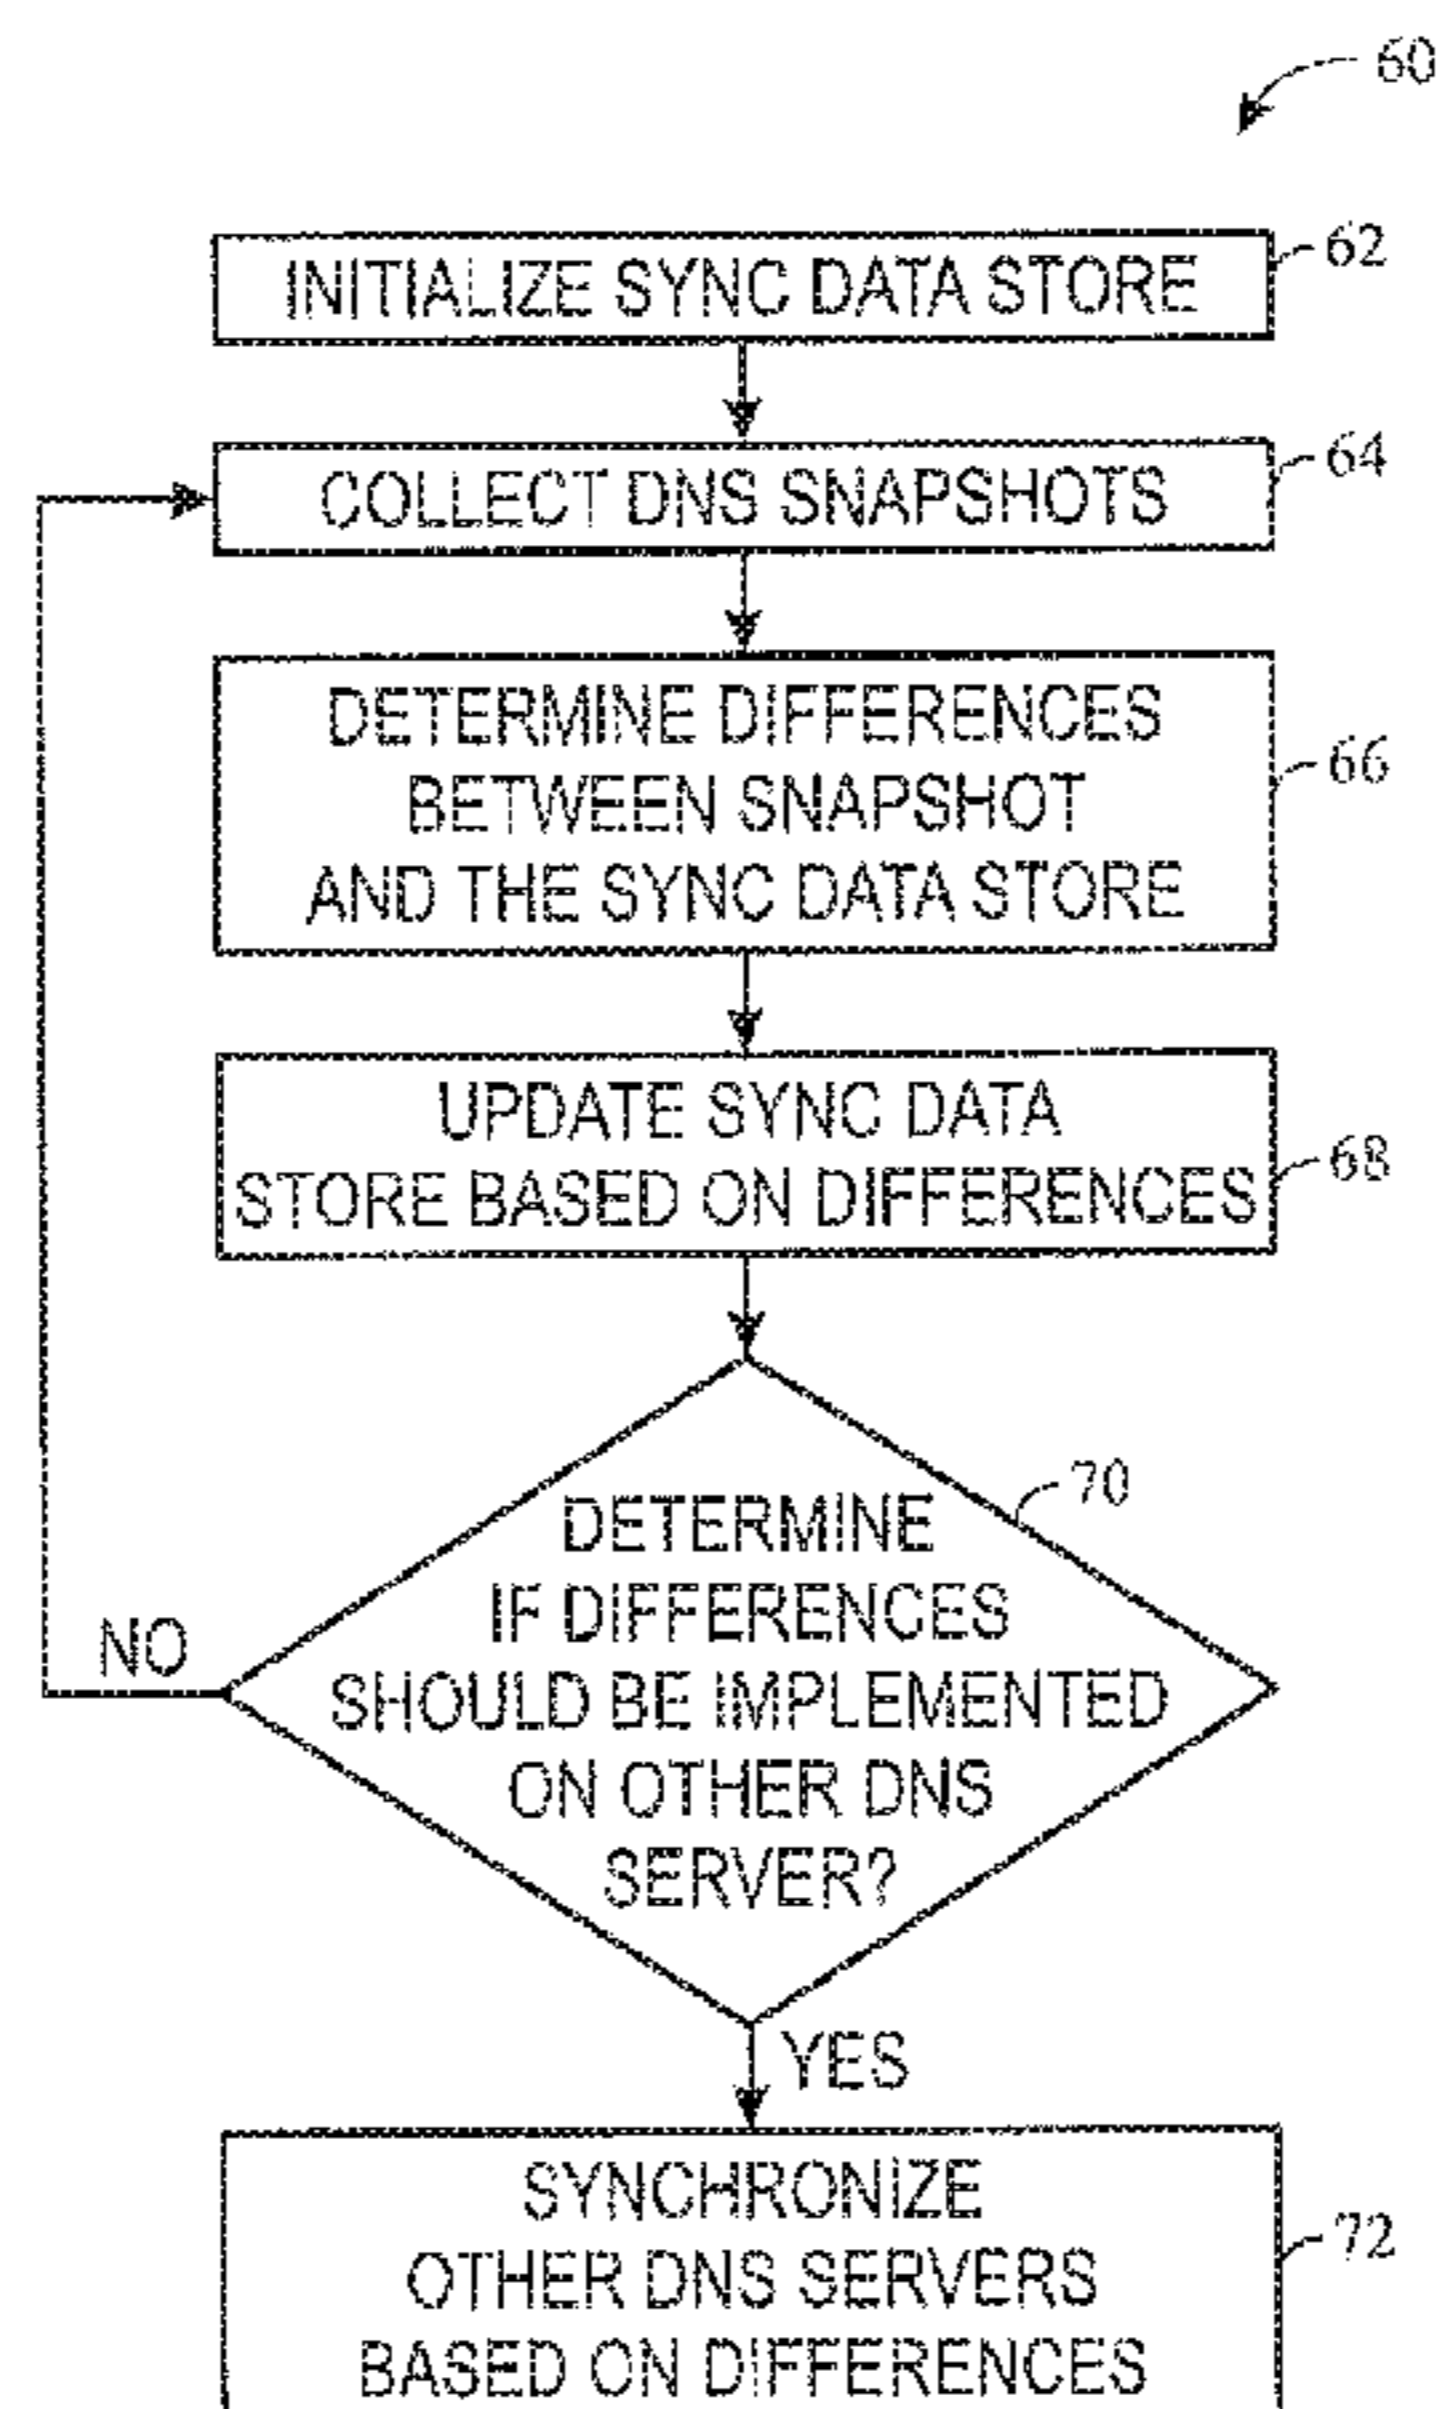 60
INITIALIZE SYNC DATA STORE
62
COLLECT DNS SNAPSHOTS
64
DETERMINE DIFFERENCES
BETWEEN SNAPSHOT
AND THE SYNC DATA STORE
66
UPDATE SYNC DATA
STORE BASED ON DIFFERENCES
68
DETERMINE
IF DIFFERENCES
SHOULD BE IMPLEMENTED
ON OTHER DNS
SERVER?
70
NO
YES
SYNCHRONIZE
OTHER DNS SERVERS
BASED ON DIFFERENCES
72